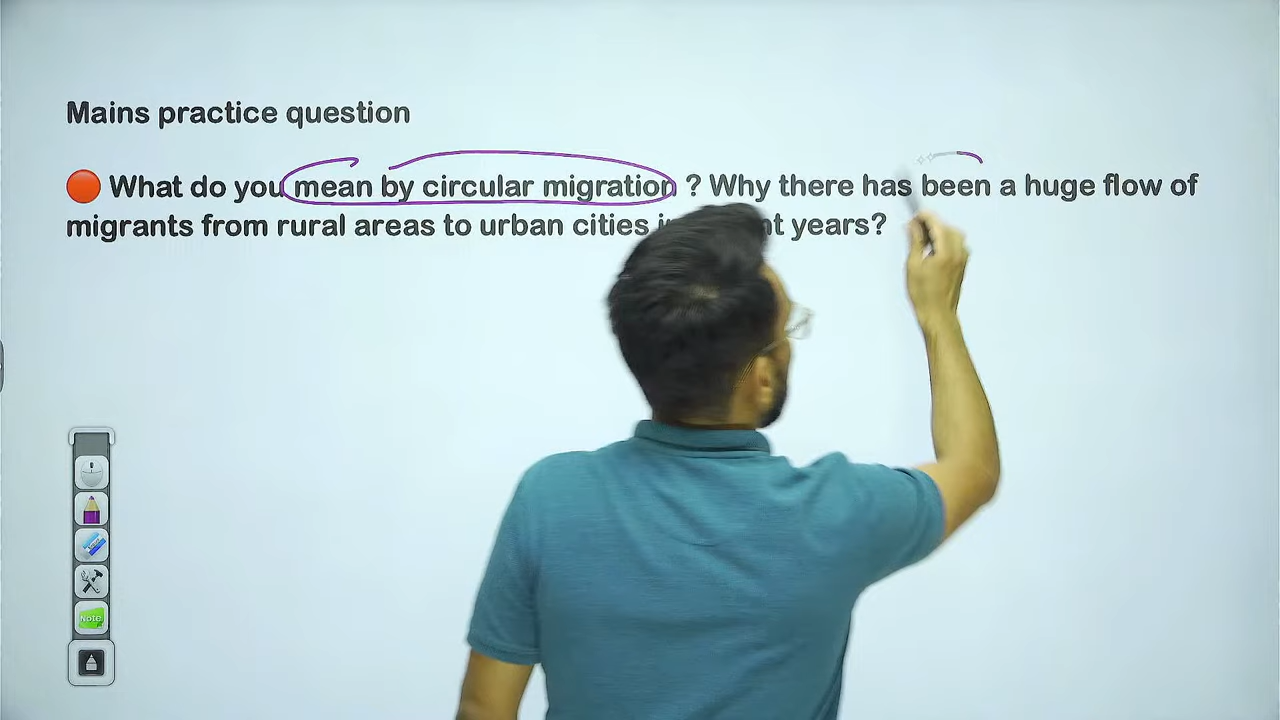 Mains practice question
What do you mean by circular migration ? Why there has been a huge flow of
migrants from rural areas to urban cities years?
Note